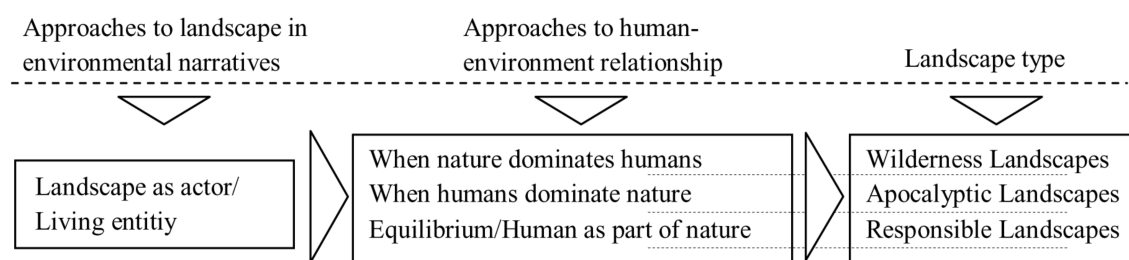 Approaches to landscape in
environmental narratives
Approaches to human-
environment relationship
Landscape type
Landscape as actor/
Living entitiy
When nature dominates humans
When humans dominate nature
Equilibrium/Human as part of nature
Wilderness Landscapes
Apocalyptic Landscapes
Responsible Landscapes